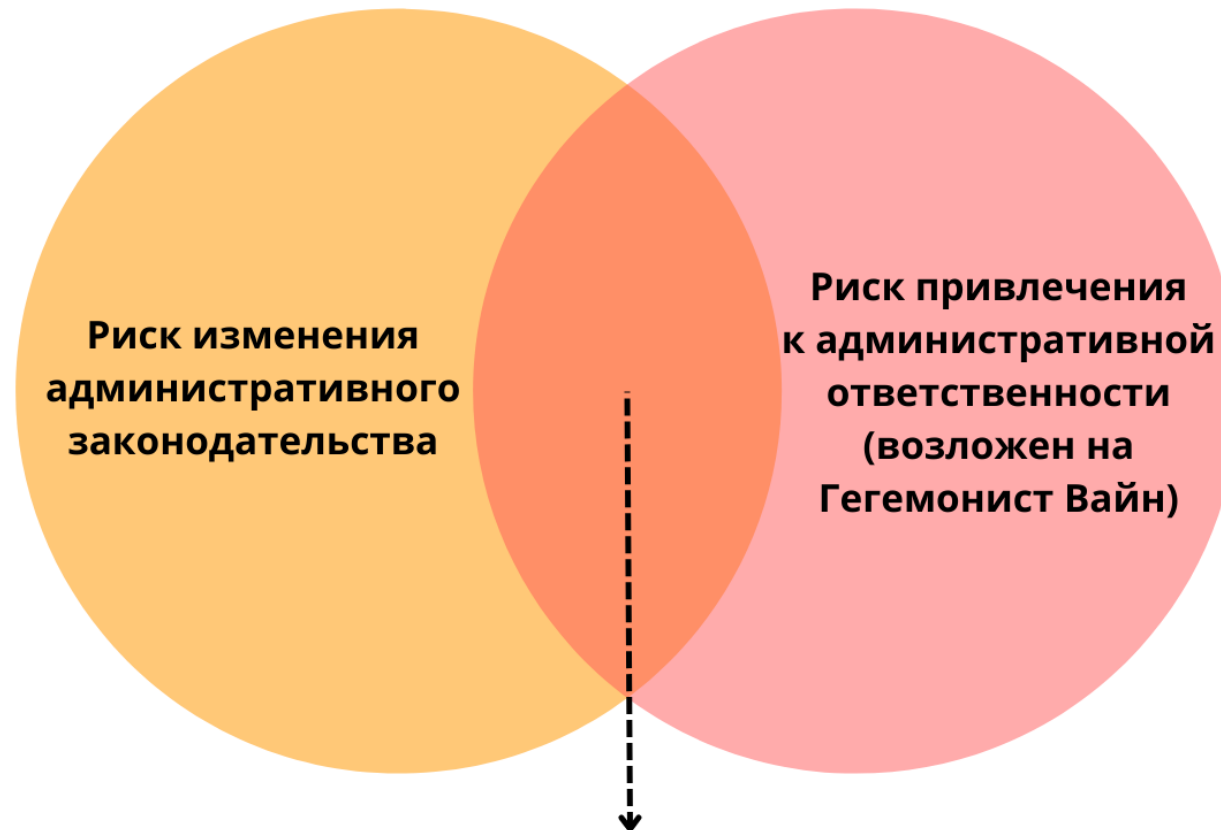 Риск изменения
административного
законодательства
Риск привлечения
к административной
ответственности
(возложен на
Гегемонист Вайн)